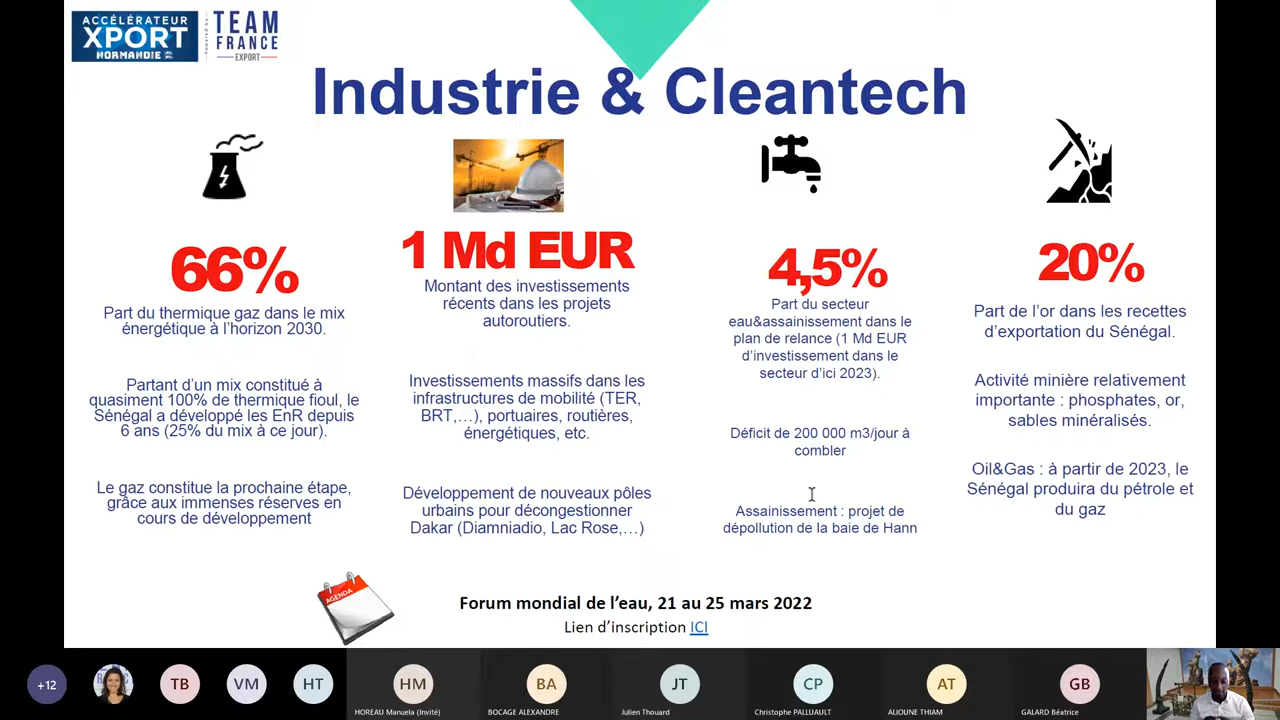 ACCÉLÉRATEUR
XPORT
NORMANDIE
Powered by
TEAM
FRANCE
EXPORT
Industrie & Cleantech
66%
Part du thermique gaz dans le mix
énergétique à l'horizon 2030.
Partant d'un mix constitué à
quasiment 100% de thermique fioul, le
Sénégal a développé les EnR depuis
6 ans (25% du mix à ce jour).
Le gaz constitue la prochaine étape,
grâce aux immenses réserves en
cours de développement
1 Md EUR
Montant des investissements
récents dans les projets
autoroutiers.
Investissements massifs dans les
infrastructures de mobilité (TER,
BRT,…), portuaires, routières,
énergétiques, etc.
Développement de nouveaux pôles
urbains pour décongestionner
Dakar (Diamniadio, Lac Rose,…)
4,5%
Part du secteur
eau&assainissement dans le
plan de relance (1 Md EUR
d'investissement dans le
secteur d'ici 2023).
Déficit de 200 000 m3/jour à
combler
Assainissement : projet de
dépollution de la baie de Hann
20%
Part de l'or dans les recettes
d'exportation du Sénégal.
Activité minière relativement
importante : phosphates, or,
sables minéralisés.
Oil&Gas : à partir de 2023, le
Sénégal produira du pétrole et
du gaz
AGENDA
Forum mondial de l'eau, 21 au 25 mars 2022
Lien d'inscription ICI
+12
TB
VM
HT
HM
BA
JT
CP
AT
GB
HOREAU Manuela (Invité)
BOCAGE ALEXANDRE
Julien Thouard
Christophe PALLUAULT
ALIOUNE THIAM
GALARD Béatrice